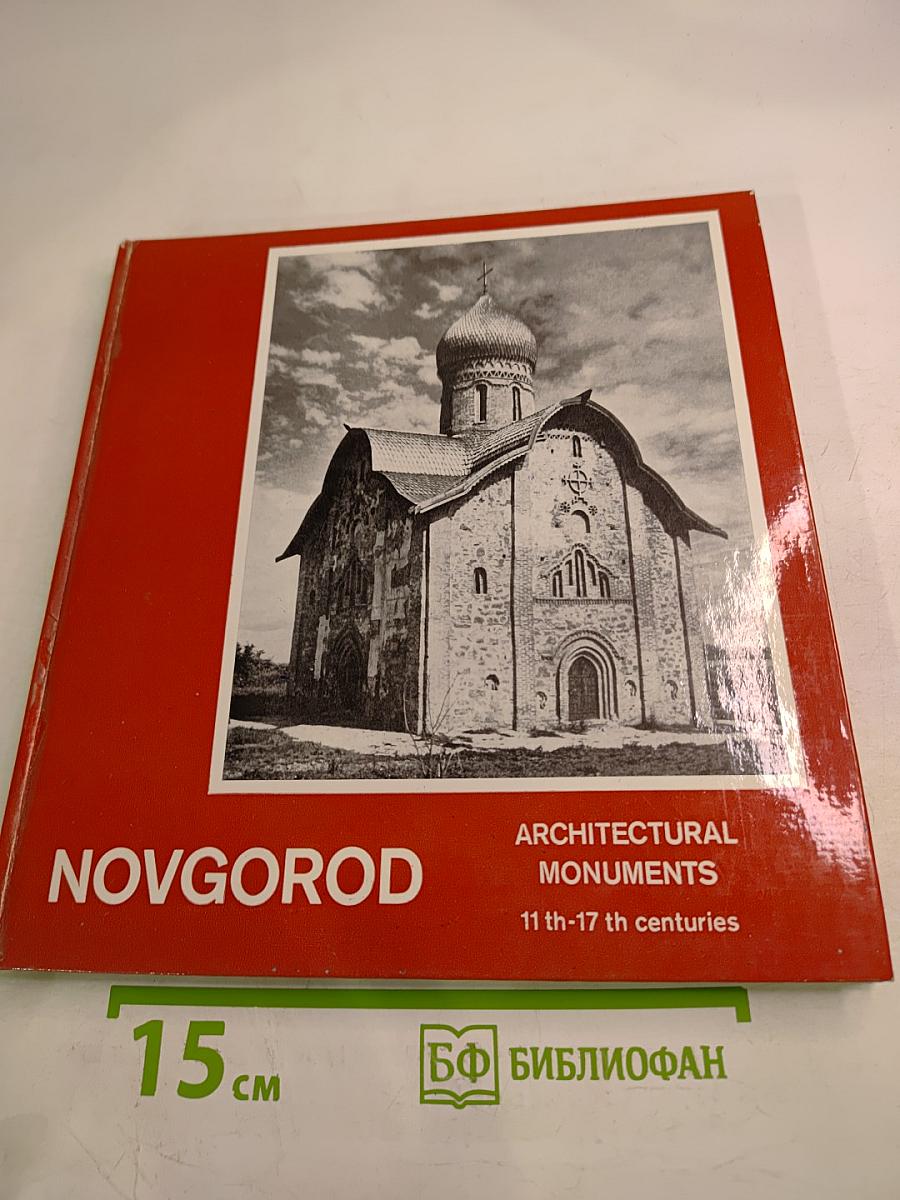 NOVGOROD
ARCHITECTURAL
MONUMENTS
11 th-17 th centuries
15 см
БФ БИБЛИОФАН